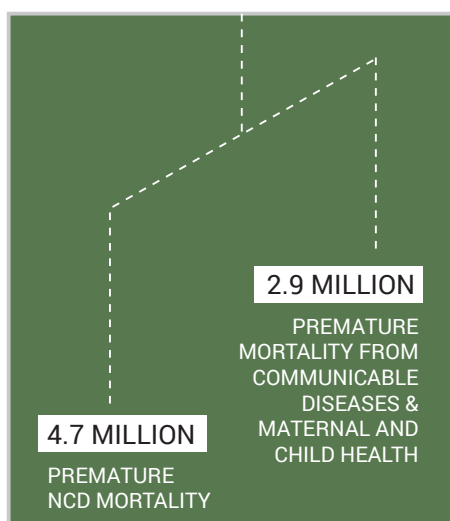 2.9 MILLION
PREMATURE
MORTALITY FROM
COMMUNICABLE
DISEASES &
MATERNAL AND
CHILD HEALTH
4.7 MILLION
PREMATURE
NCD MORTALITY